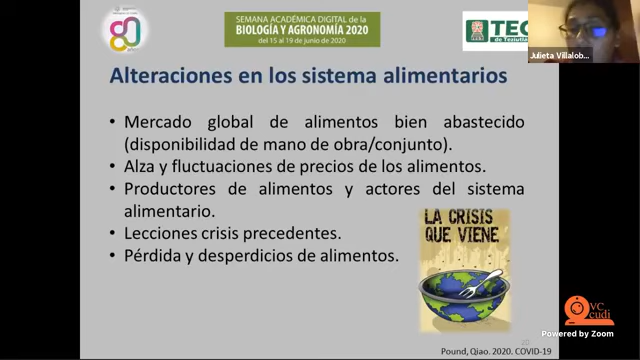 80
SEMANA ACADÉMICA DIGITAL de la
BIOLOGÍA Y AGRONOMÍA 2020
del 15 al 19 de junio de 2020
TEC
de Teziutlá
Julieta Villalob...
Alteraciones en los sistema alimentarios
• Mercado global de alimentos bien abastecido
(disponibilidad de mano de obra/conjunto).
• Alza y fluctuaciones de precios de los alimentos.
• Productores de alimentos y actores del sistema
alimentario.
• Lecciones crisis precedentes.
• Pérdida y desperdicios de alimentos.
LA CRISIS
QUE VIENE
VC
cudi
Powered by Zoom
20
Pound, Qiao. 2020. COVID-19